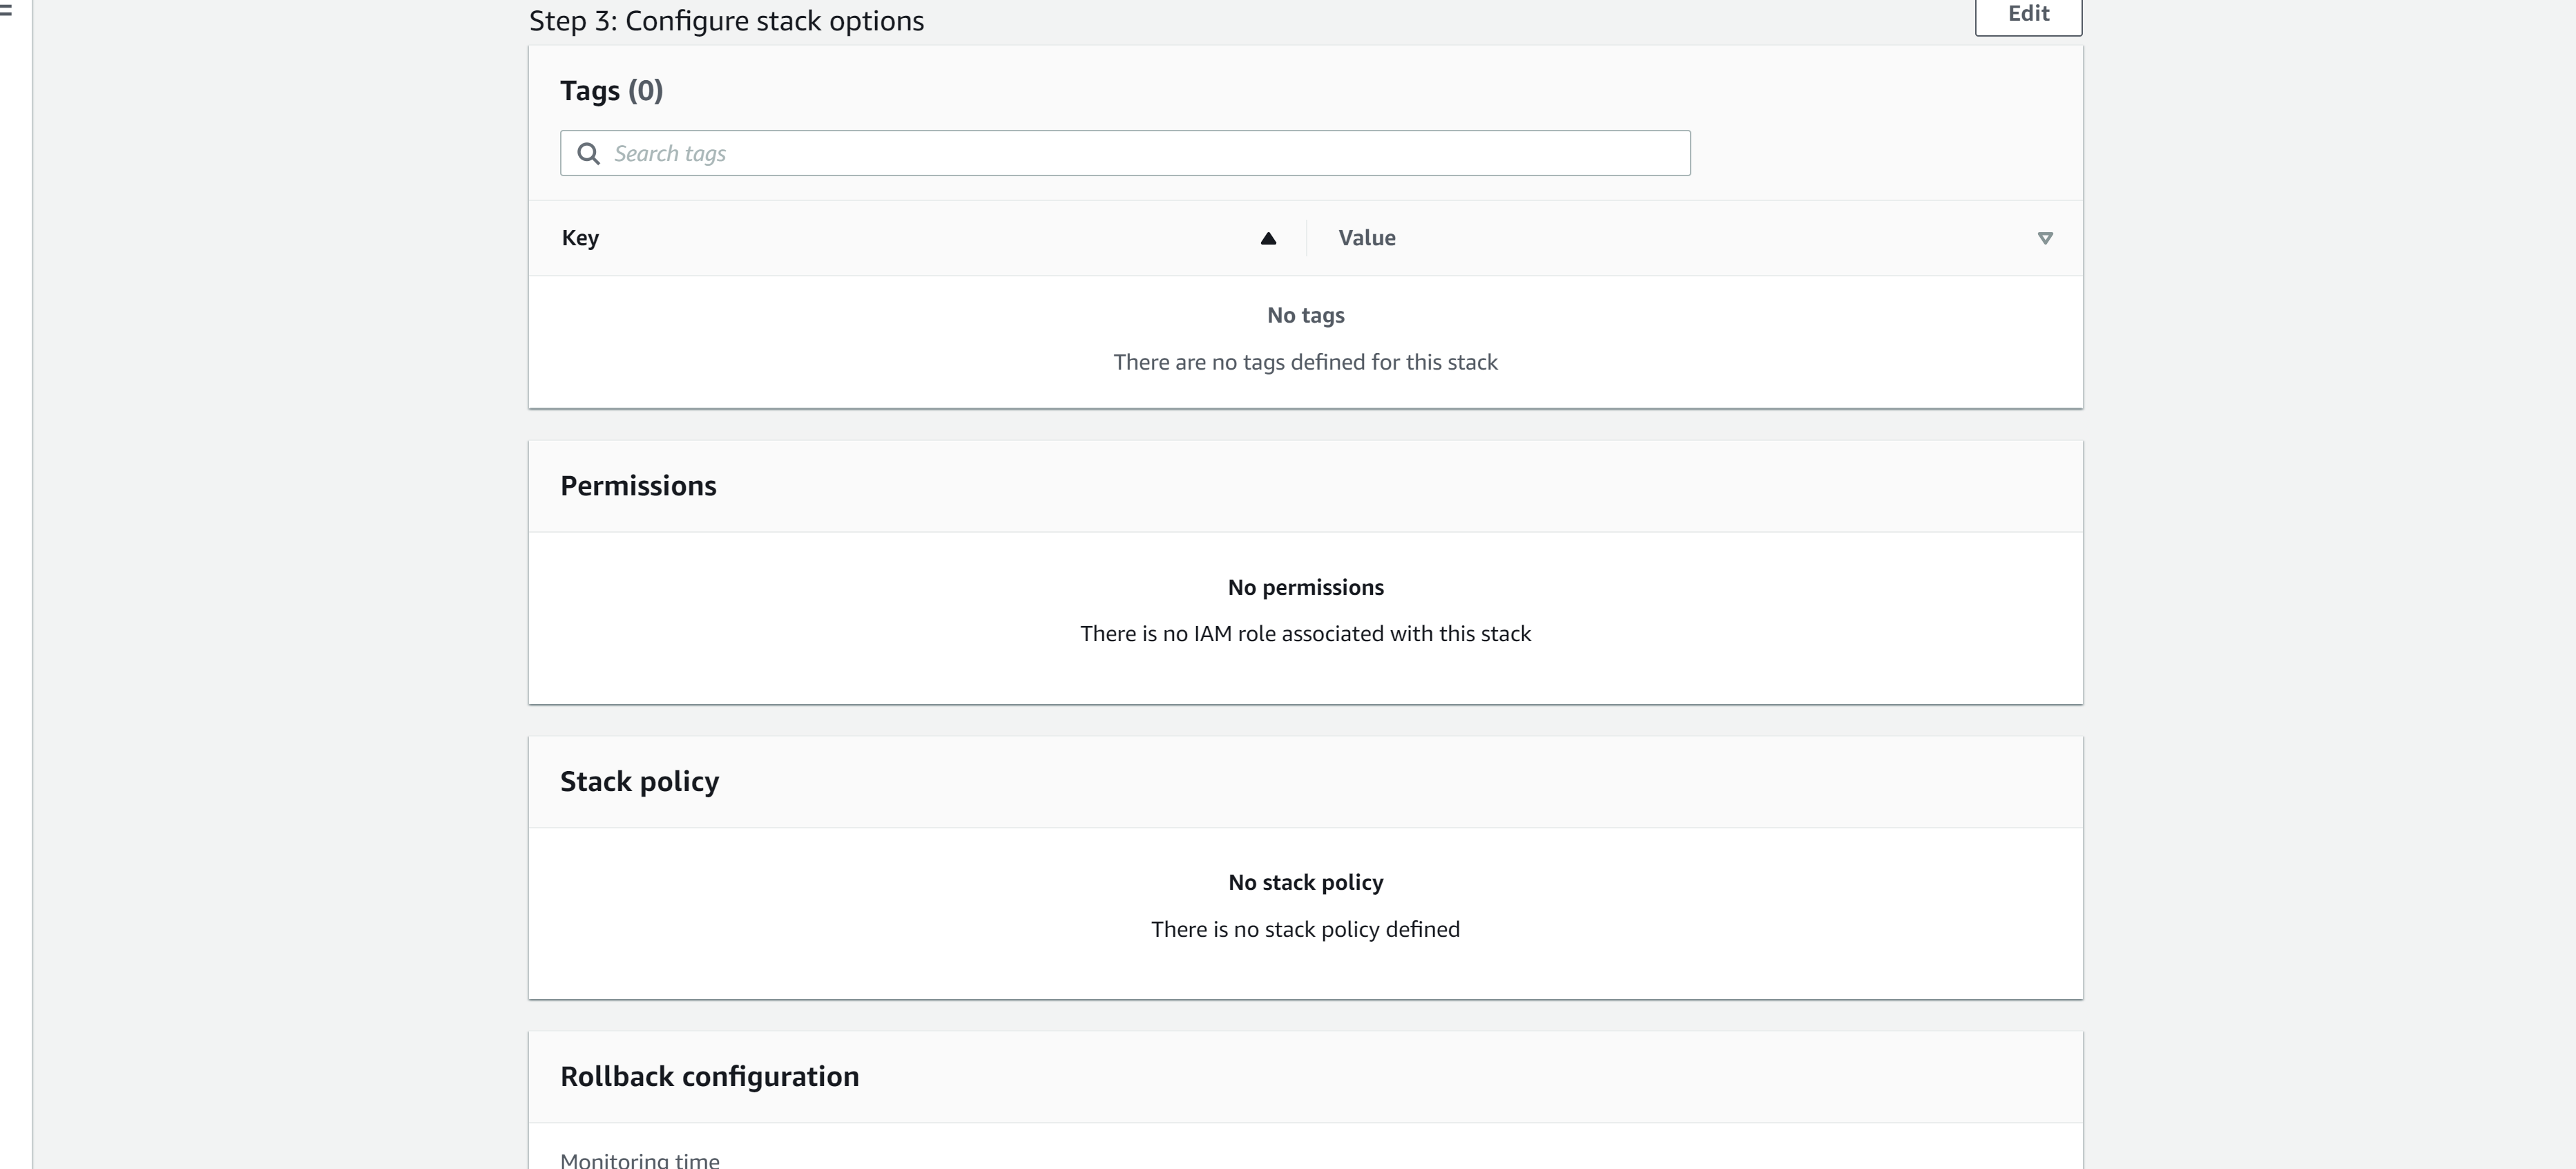 Step 3: Configure stack options
Edit
Tags (0)
Search tags
Key
Value
No tags
There are no tags defined for this stack
Permissions
No permissions
There is no IAM role associated with this stack
Stack policy
No stack policy
There is no stack policy defined
Rollback configuration
Monitoring time